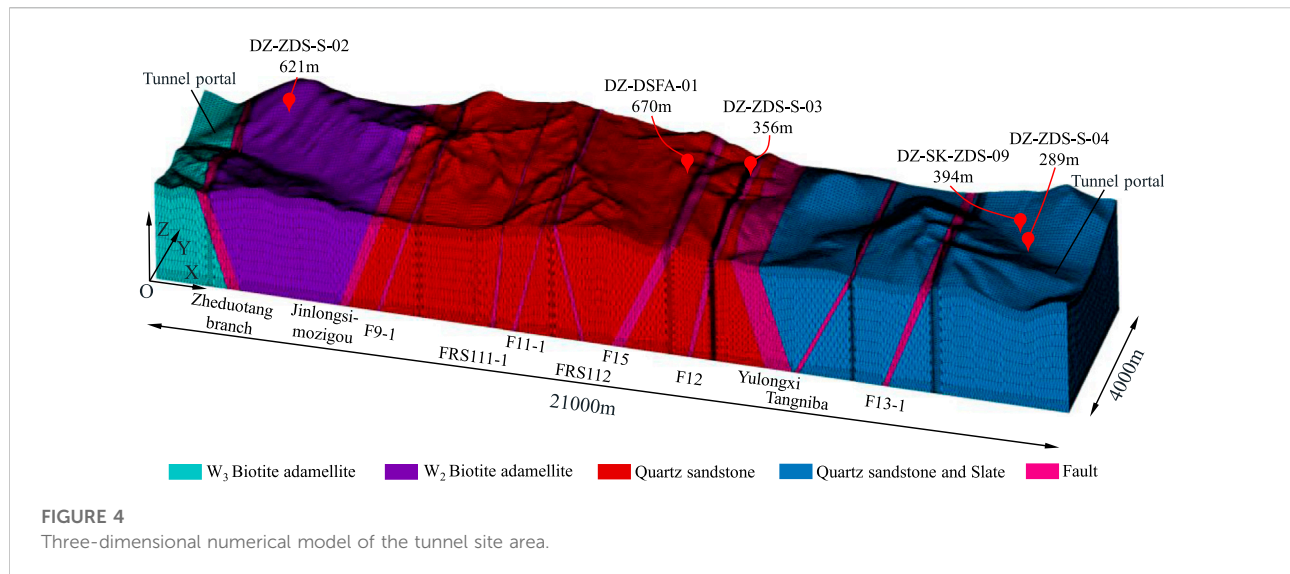 DZ-ZDS-S-02
621m
Tunnel portal
DZ-DSFA-01
670m
DZ-ZDS-S-03
356m
DZ-ZDS-S-04
289m
DZ-SK-ZDS-09
394m
Tunnel portal
Z
Y
X
O
Zheduotang
branch
Jinlongsi-
mozigou
F9-1
FRS111-1
F11-1
FRS112
F15
F12
Yulongxi
Tangniba
F13-1
21000m
4000m
W₃ Biotite adamellite
W₂ Biotite adamellite
Quartz sandstone
Quartz sandstone and Slate
Fault
FIGURE 4
Three-dimensional numerical model of the tunnel site area.